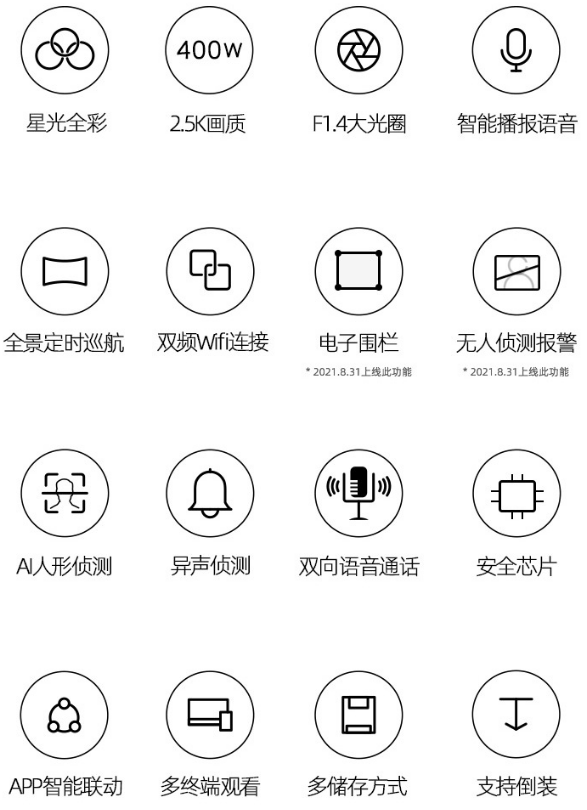 400W
星光全彩
2.5K画质
F1.4大光圈
智能播报语音
全景定时巡航
双频Wifi连接
电子围栏
无人侦测报警
* 2021.8.31上线此功能
* 2021.8.31上线此功能
AI人形侦测
异声侦测
双向语音通话
安全芯片
APP智能联动
多终端观看
多储存方式
支持倒装